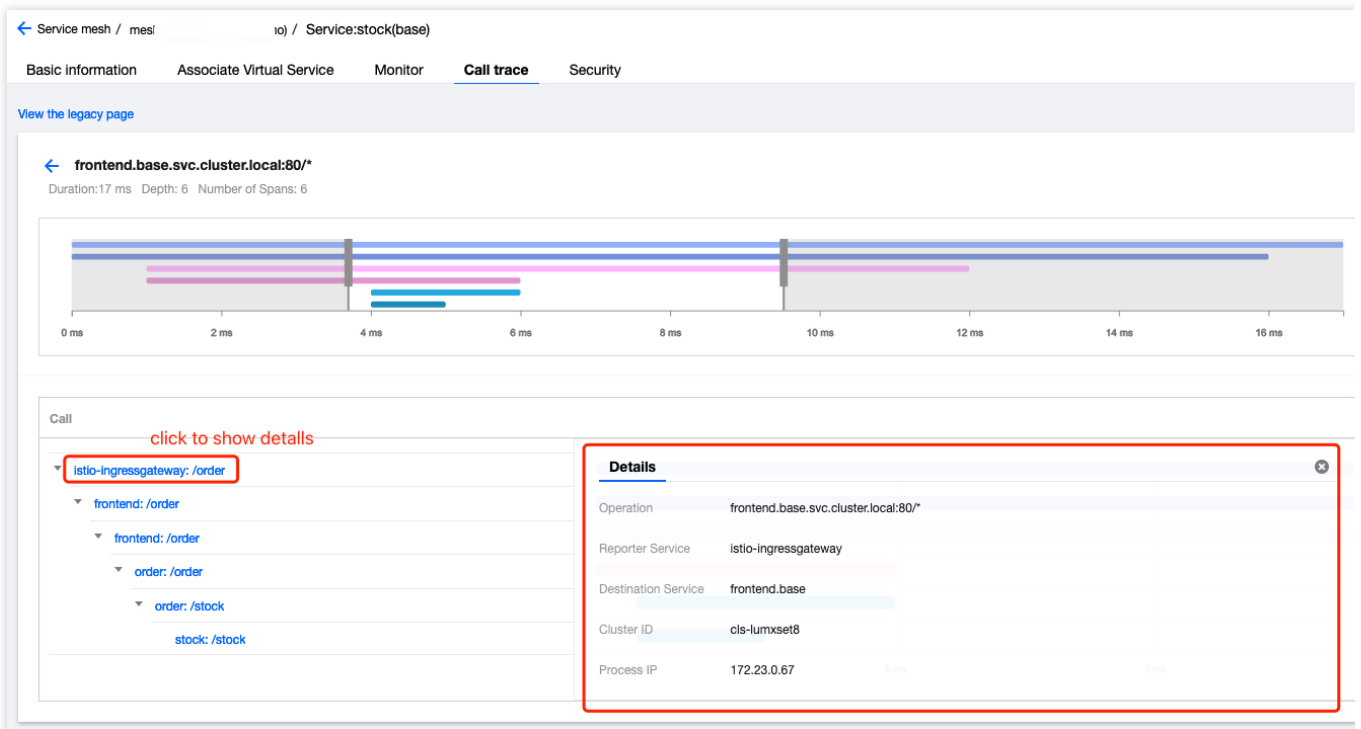 Service mesh / mes no) / Service:stock(base)
Basic information Associate Virtual Service Monitor Call trace Security
View the legacy page
frontend.base.svc.cluster.local:80/*
Duration:17 ms Depth: 6 Number of Spans: 6
0 ms 2 ms 4 ms 6 ms 8 ms 10 ms 12 ms 14 ms 16 ms
Call
click to show detalls
istio-ingressgateway: /order
frontend: /order
frontend: /order
order: /order
order: /stock
stock: /stock
Details
Operation frontend.base.svc.cluster.local:80/*
Reporter Service istio-ingressgateway
Destination Service frontend.base
Cluster ID cls-lumxset8
Process IP 172.23.0.67